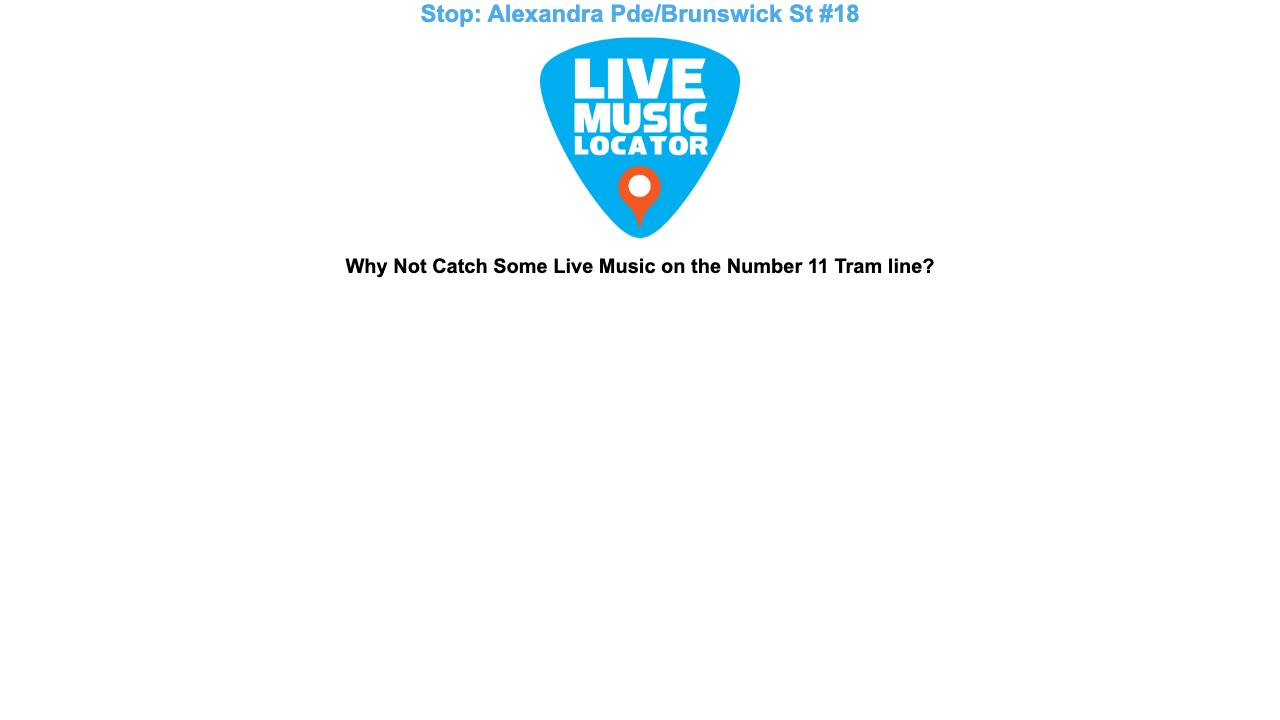 Stop: Alexandra Pde/Brunswick St #18
LIVE
MUSIC
LOCATOR
Why Not Catch Some Live Music on the Number 11 Tram line?